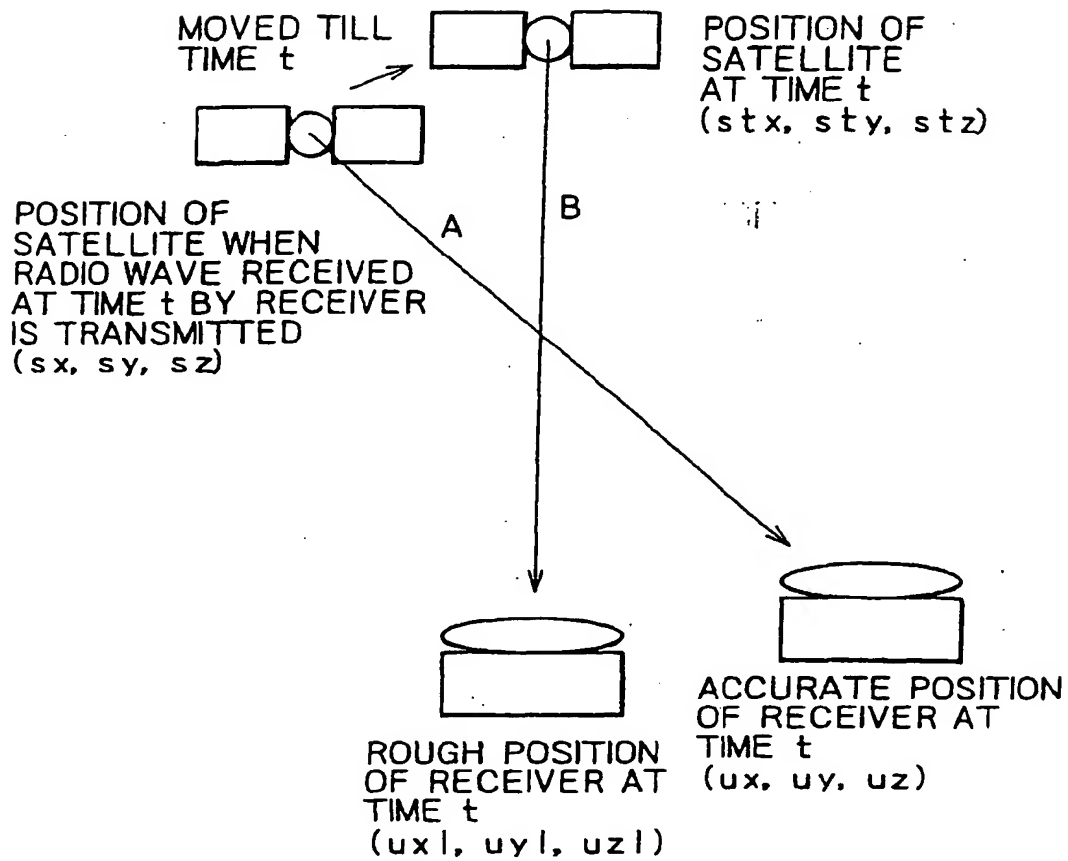 MOVED TILL
TIME t
POSITION OF
SATELLITE
AT TIME t
(stx, sty, stz)
POSITION OF
SATELLITE WHEN
RADIO WAVE RECEIVED
AT TIME t BY RECEIVER
IS TRANSMITTED
(sx, sy, sz)
A
B
ROUGH POSITION
OF RECEIVER AT
TIME t
(uxl, uyl, uzl)
ACCURATE POSITION
OF RECEIVER AT
TIME t
(ux, uy, uz)